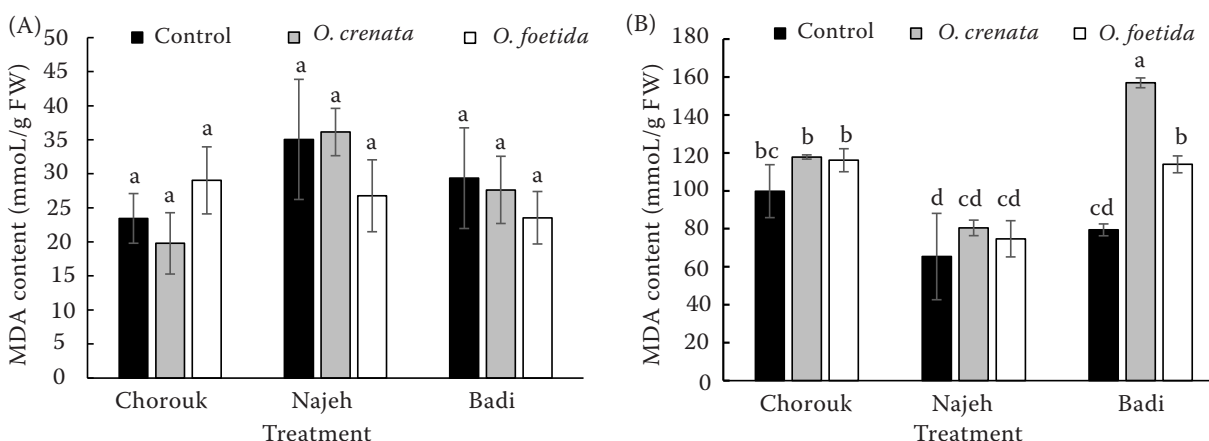 (A)
50
45
40
35
30
25
20
15
10
5
0
MDA content (mmoL/g FW)
Control O. crenata O. foetida
a a a
a a a
a a a
Chorouk Najeh Badi
Treatment
(B)
180
160
140
120
100
80
60
40
20
0
MDA content (mmoL/g FW)
Control O. crenata O. foetida
bc b b
d cd cd
cd a b
Chorouk Najeh Badi
Treatment